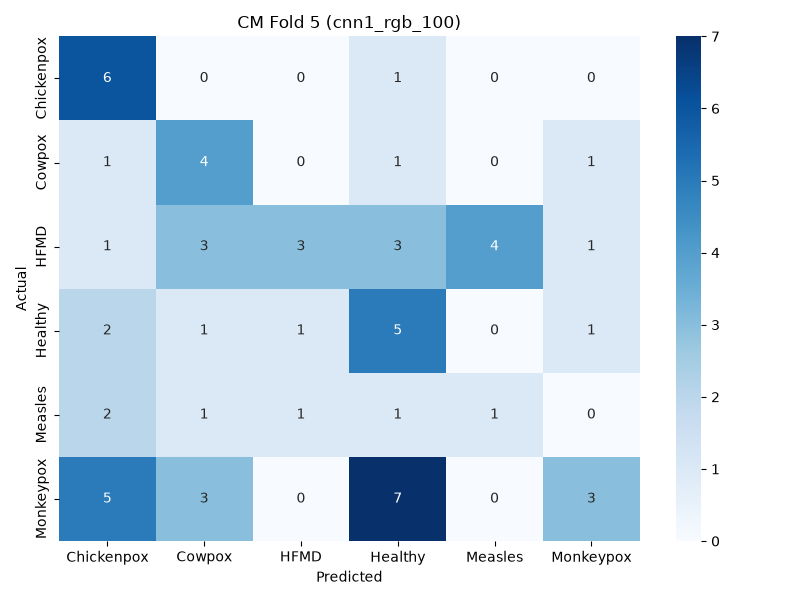 CM Fold 5 (cnn1_rgb_100)
Actual
Chickenpox 6 0 0 1 0 0
Cowpox 1 4 0 1 0 1
HFMD 1 3 3 3 4 1
Healthy 2 1 1 5 0 1
Measles 2 1 1 1 1 0
Monkeypox 5 3 0 7 0 3
Chickenpox Cowpox HFMD Healthy Measles Monkeypox
Predicted
7
6
5
4
3
2
1
0